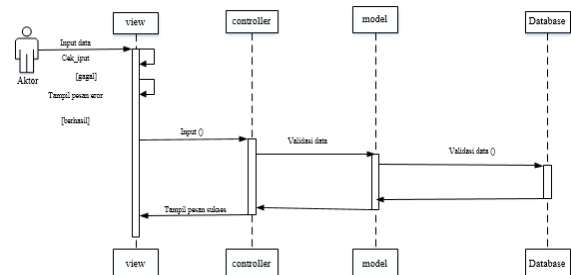 view
controller
model
Database
Input data
Cek_iput
Aktor
[gagal]
Tampil pesan eror
[berhasil]
Input ()
Validasi data
Validasi data ()
Tampil pesan sukses
view
controller
model
Database